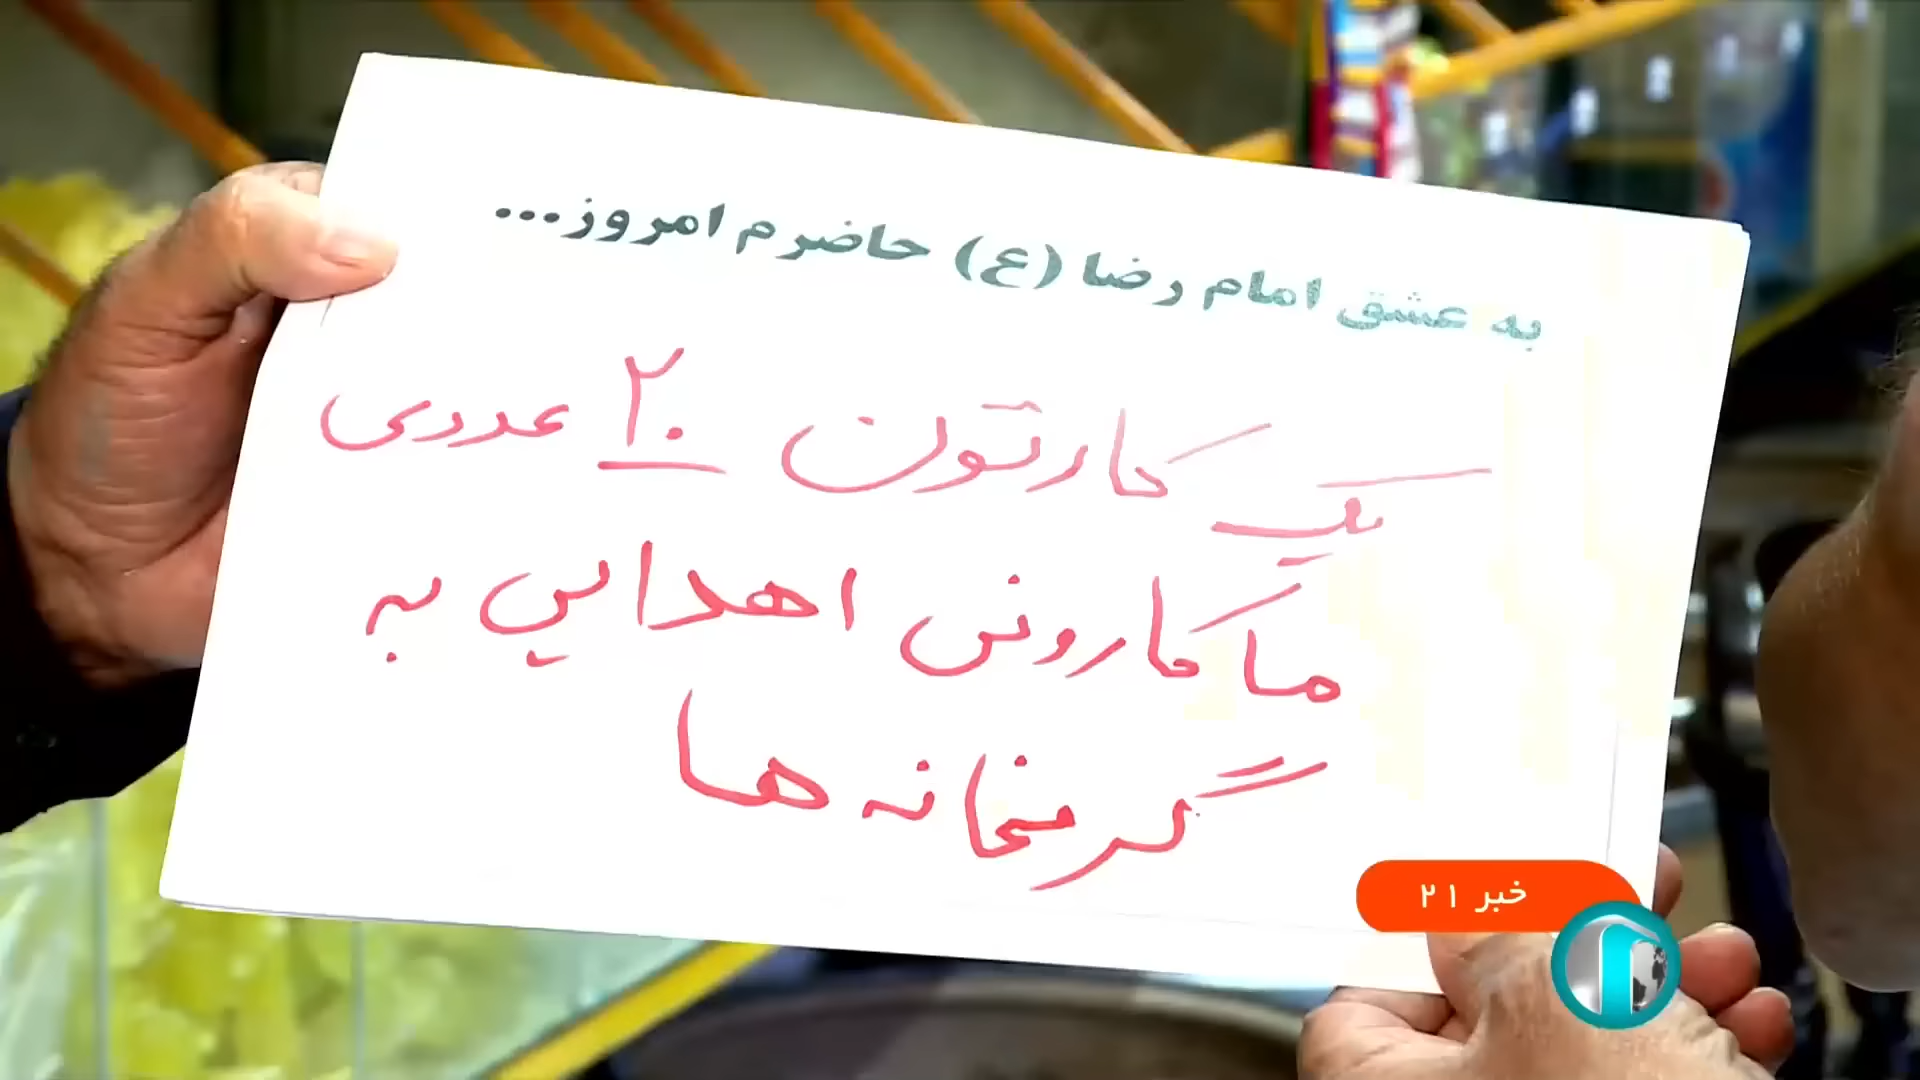 به عشق امام رضا (ع) حاضرم امروز...
یک کارتون ۲۰ عددی
ماکارونی اهدایی به
گرمخانه ها
خبر ۲۱